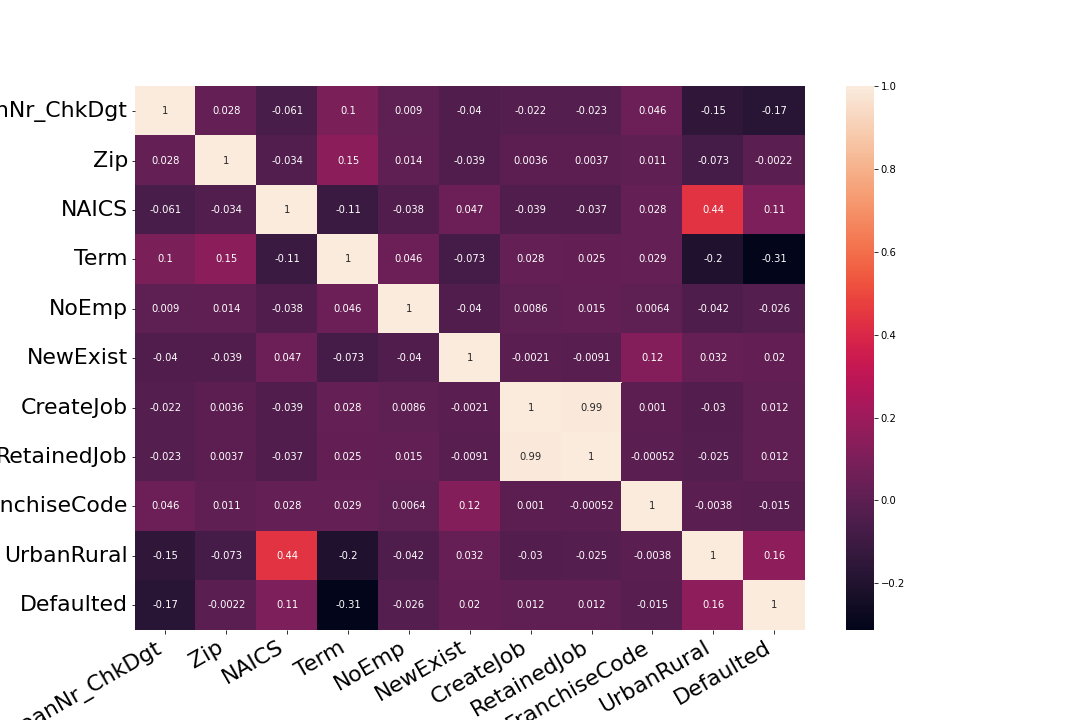 nNr_ChkDgt 1 0.028 -0.061 0.1 0.009 -0.04 -0.022 -0.023 0.046 -0.15 -0.17
Zip 0.028 1 -0.034 0.15 0.014 -0.039 0.0036 0.0037 0.011 -0.073 -0.0022
NAICS -0.061 -0.034 1 -0.11 -0.038 0.047 -0.039 -0.037 0.028 0.44 0.11
Term 0.1 0.15 -0.11 1 0.046 -0.073 0.028 0.025 0.029 -0.2 -0.31
NoEmp 0.009 0.014 -0.038 0.046 1 -0.04 0.0086 0.015 0.0064 -0.042 -0.026
NewExist -0.04 -0.039 0.047 -0.073 -0.04 1 -0.0021 -0.0091 0.12 0.032 0.02
CreateJob -0.022 0.0036 -0.039 0.028 0.0086 -0.0021 1 0.99 0.001 -0.03 0.012
RetainedJob -0.023 0.0037 -0.037 0.025 0.015 -0.0091 0.99 1 -0.00052 -0.025 0.012
nchiseCode 0.046 0.011 0.028 0.029 0.0064 0.12 0.001 -0.00052 1 -0.0038 -0.015
UrbanRural -0.15 -0.073 0.44 -0.2 -0.042 0.032 -0.03 -0.025 -0.0038 1 0.16
Defaulted -0.17 -0.0022 0.11 -0.31 -0.026 0.02 0.012 0.012 -0.015 0.16 1
anNr_ChkDgt Zip NAICS Term NoEmp NewExist CreateJob RetainedJob FranchiseCode UrbanRural Defaulted
1.0
0.8
0.6
0.4
0.2
0.0
−0.2